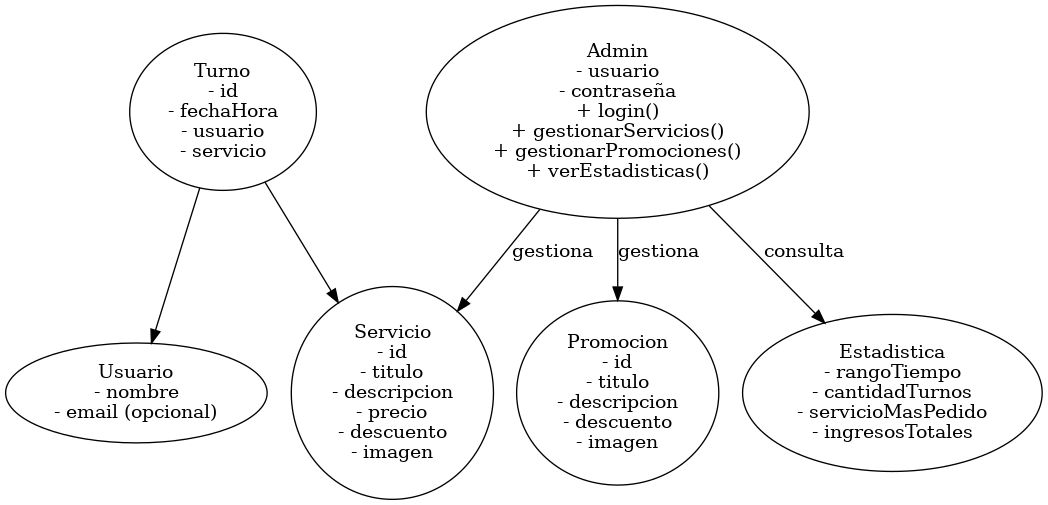 Turno
- id
- fechaHora
- usuario
- servicio
Admin
- usuario
- contraseña
+ login()
+ gestionarServicios()
+ gestionarPromociones()
+ verEstadisticas()
gestiona
gestiona
consulta
Usuario
- nombre
- email (opcional)
Servicio
- id
- titulo
- descripcion
- precio
- descuento
- imagen
Promocion
- id
- titulo
- descripcion
- descuento
- imagen
Estadistica
- rangoTiempo
- cantidadTurnos
- servicioMasPedido
- ingresosTotales